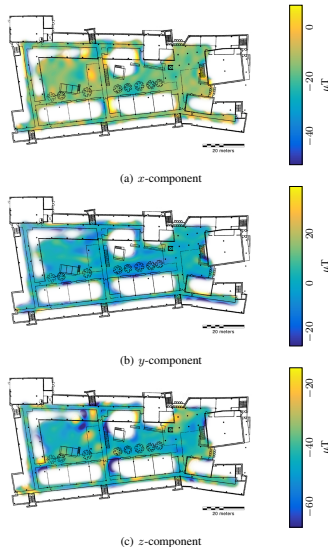 0
−20
−40
μT
20 meters
(a) x-component
20
0
−20
μT
20 meters
(b) y-component
−20
−40
−60
μT
20 meters
(c) z-component